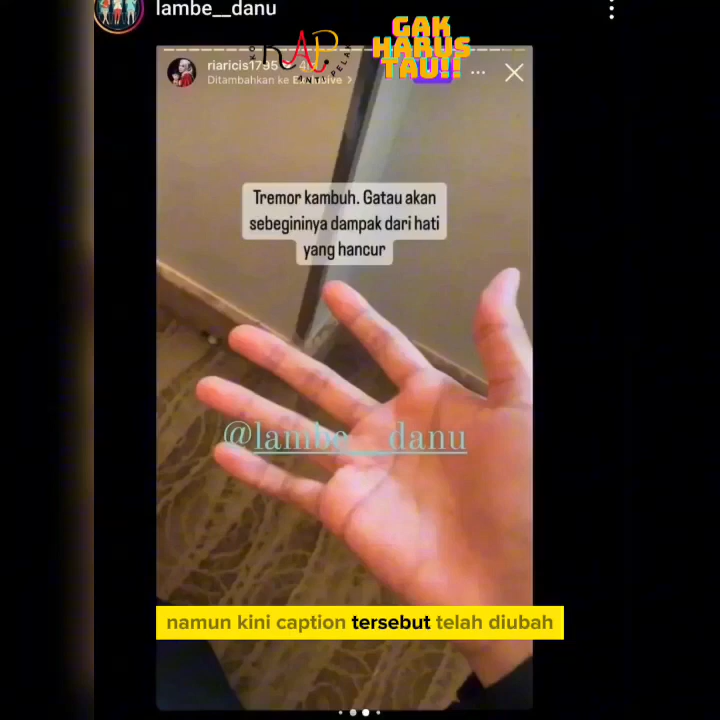 lambe__danu
GAK
HARUS
TAU!!
riaricis1795
Ditambahkan ke
Tremor kambuh. Gatau akan
sebegininya dampak dari hati
yang hancur
@lambe__danu
namun kini caption tersebut telah diubah